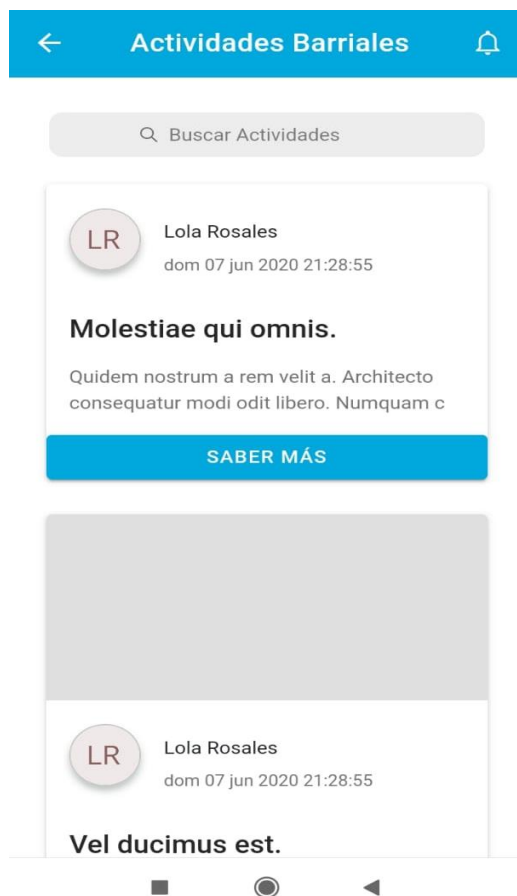 Actividades Barriales
Buscar Actividades
LR
Lola Rosales
dom 07 jun 2020 21:28:55
Molestiae qui omnis.
Quidem nostrum a rem velit a. Architecto
consequatur modi odit libero. Numquam c
SABER MÁS
LR
Lola Rosales
dom 07 jun 2020 21:28:55
Vel ducimus est.